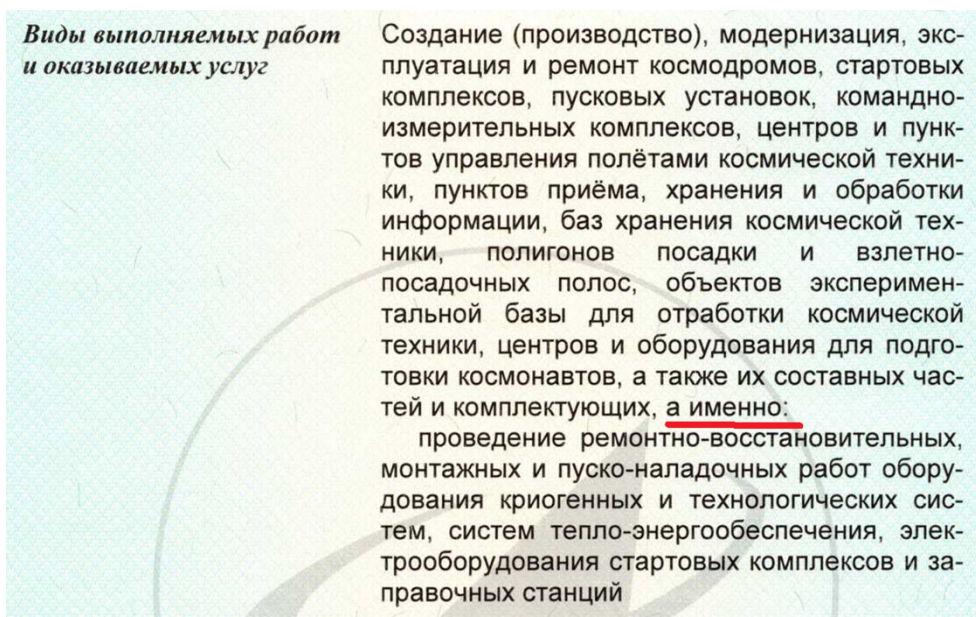 Виды выполняемых работ
и оказываемых услуг
Создание (производство), модернизация, экс-
плуатация и ремонт космодромов, стартовых
комплексов, пусковых установок, командно-
измерительных комплексов, центров и пунк-
тов управления полётами космической техни-
ки, пунктов приёма, хранения и обработки
информации, баз хранения космической тех-
ники, полигонов посадки и взлетно-
посадочных полос, объектов эксперимен-
тальной базы для отработки космической
техники, центров и оборудования для подго-
товки космонавтов, а также их составных час-
тей и комплектующих, а именно:
проведение ремонтно-восстановительных,
монтажных и пуско-наладочных работ обору-
дования криогенных и технологических сис-
тем, систем тепло-энергообеспечения, элек-
трооборудования стартовых комплексов и за-
правочных станций